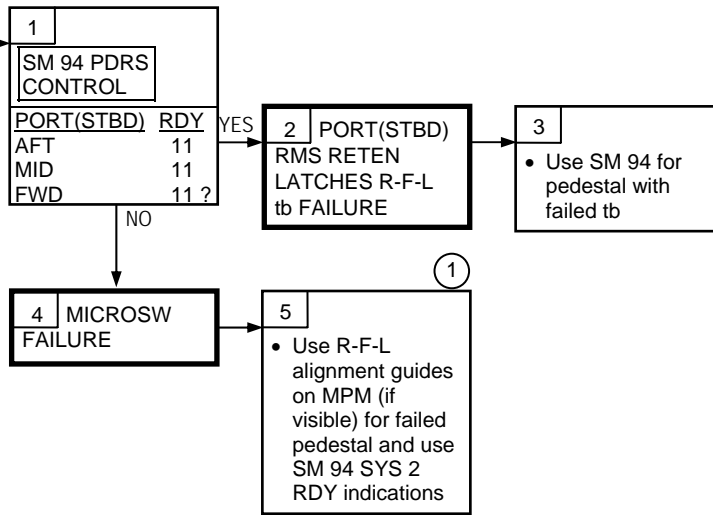 1
SM 94 PDRS
CONTROL
PORT(STBD) RDY
AFT 11
MID 11
FWD 11 ?
YES
NO
2 PORT(STBD)
RMS RETEN
LATCHES R-F-L
tb FAILURE
3
• Use SM 94 for
pedestal with
failed tb
4 MICROSW
FAILURE
1
5
• Use R-F-L
alignment guides
on MPM (if
visible) for failed
pedestal and use
SM 94 SYS 2
RDY indications